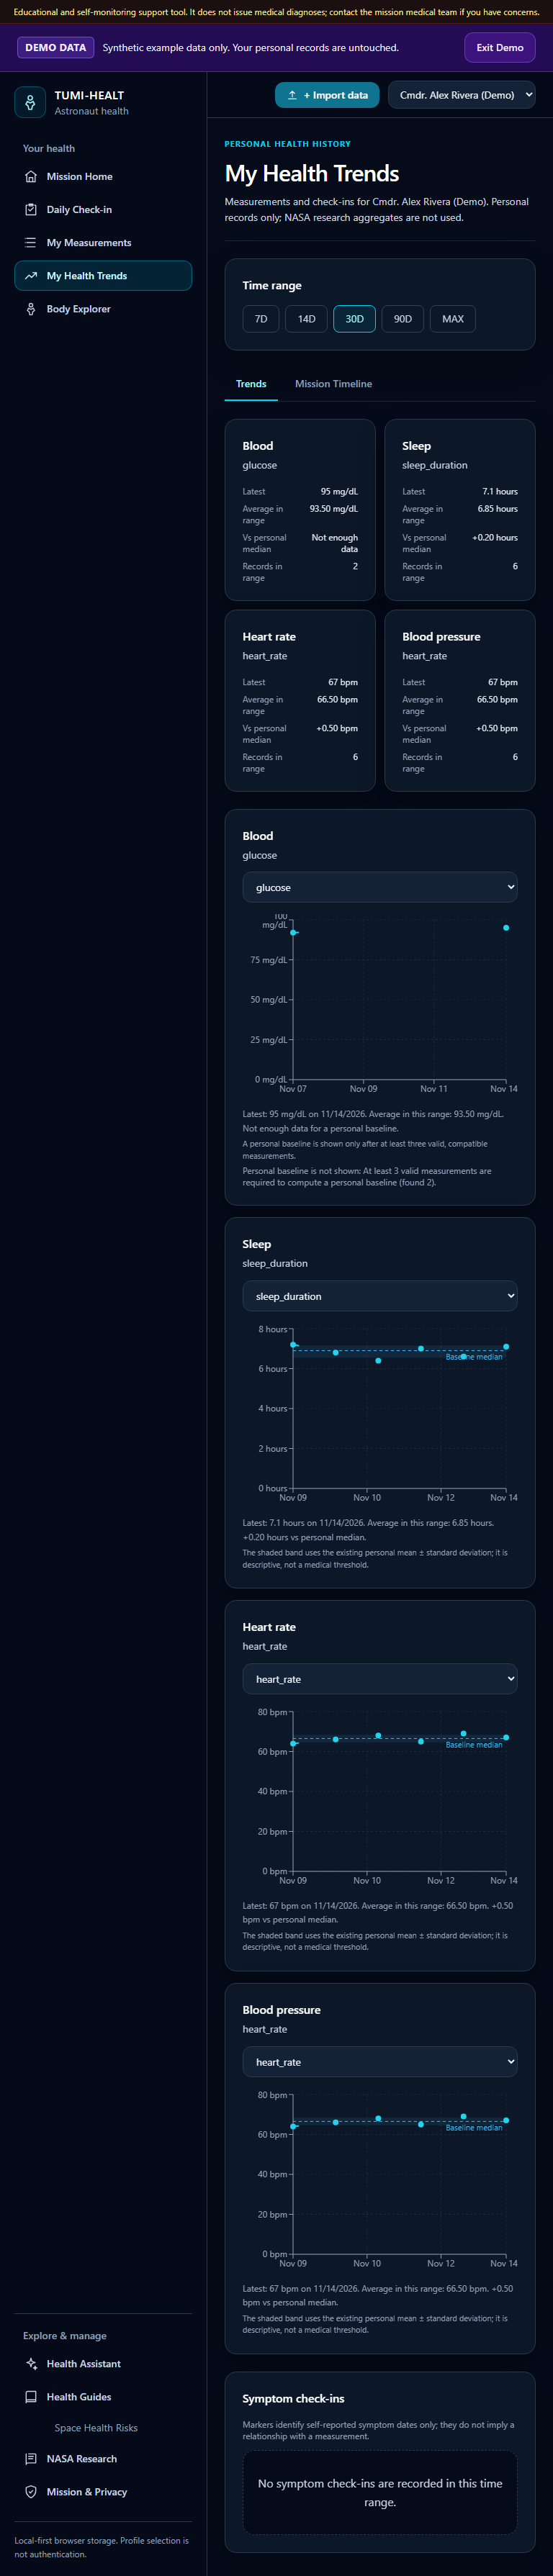 Educational and self-monitoring support tool. It does not issue medical diagnoses; contact the mission medical team if you have concerns.
DEMO DATA
Synthetic example data only. Your personal records are untouched.
Exit Demo
TUMI-HEALT
Astronaut health
Your health
Mission Home
Daily Check-in
My Measurements
My Health Trends
Body Explorer
+ Import data
Cmdr. Alex Rivera (Demo)
PERSONAL HEALTH HISTORY
My Health Trends
Measurements and check-ins for Cmdr. Alex Rivera (Demo). Personal
records only; NASA research aggregates are not used.
Time range
7D
14D
30D
90D
MAX
Trends
Mission Timeline
Blood
glucose
Latest
95 mg/dL
Average in
range
93.50 mg/dL
Vs personal
median
Not enough
data
Records in
range
2
Sleep
sleep_duration
Latest
7.1 hours
Average in
range
6.85 hours
Vs personal
median
+0.20 hours
Records in
range
6
Heart rate
heart_rate
Latest
67 bpm
Average in
range
66.50 bpm
Vs personal
median
+0.50 bpm
Records in
range
6
Blood pressure
heart_rate
Latest
67 bpm
Average in
range
66.50 bpm
Vs personal
median
+0.50 bpm
Records in
range
6
Blood
glucose
glucose
100
mg/dL
75 mg/dL
50 mg/dL
25 mg/dL
0 mg/dL
Nov 07
Nov 09
Nov 11
Nov 14
Latest: 95 mg/dL on 11/14/2026. Average in this range: 93.50 mg/dL.
Not enough data for a personal baseline.
A personal baseline is shown only after at least three valid, compatible
measurements.
Personal baseline is not shown: At least 3 valid measurements are
required to compute a personal baseline (found 2).
Sleep
sleep_duration
sleep_duration
8 hours
6 hours
4 hours
2 hours
0 hours
Baseline median
Nov 09
Nov 10
Nov 12
Nov 14
Latest: 7.1 hours on 11/14/2026. Average in this range: 6.85 hours.
+0.20 hours vs personal median.
The shaded band uses the existing personal mean ± standard deviation; it is
descriptive, not a medical threshold.
Heart rate
heart_rate
heart_rate
80 bpm
60 bpm
40 bpm
20 bpm
0 bpm
Baseline median
Nov 09
Nov 10
Nov 12
Nov 14
Latest: 67 bpm on 11/14/2026. Average in this range: 66.50 bpm. +0.50
bpm vs personal median.
The shaded band uses the existing personal mean ± standard deviation; it is
descriptive, not a medical threshold.
Blood pressure
heart_rate
heart_rate
80 bpm
60 bpm
40 bpm
20 bpm
0 bpm
Baseline median
Nov 09
Nov 10
Nov 12
Nov 14
Latest: 67 bpm on 11/14/2026. Average in this range: 66.50 bpm. +0.50
bpm vs personal median.
The shaded band uses the existing personal mean ± standard deviation; it is
descriptive, not a medical threshold.
Symptom check-ins
Markers identify self-reported symptom dates only; they do not imply a
relationship with a measurement.
No symptom check-ins are recorded in this time
range.
Explore & manage
Health Assistant
Health Guides
Space Health Risks
NASA Research
Mission & Privacy
Local-first browser storage. Profile selection is
not authentication.